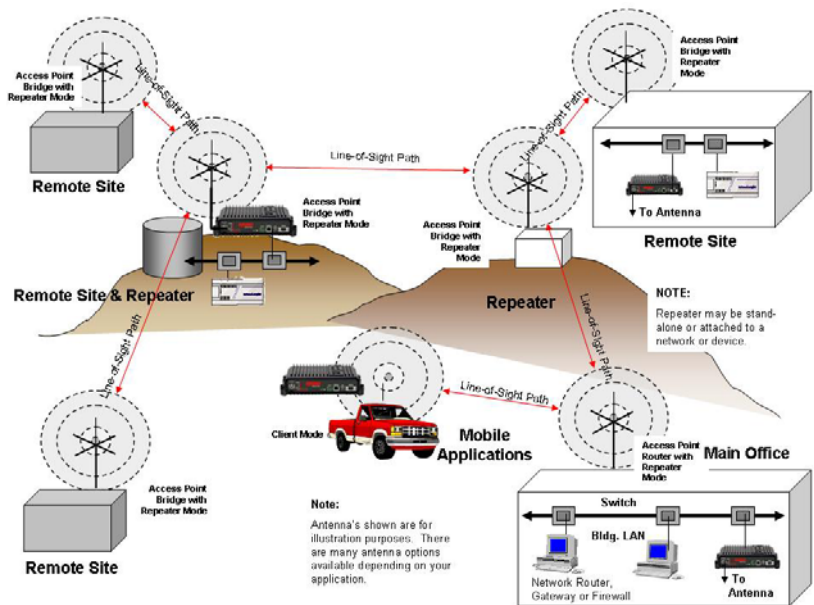 Access Point
Bridge with
Repeater Mode
Remote Site
Line-of-Sight Path
Line-of-Sight Path
Access Point
Bridge with
Repeater
Mode
Line-of-Sight Path
To Antenna
Remote Site
Access Point
Bridge with
Repeater Mode
Access Point
Bridge with
Repeater
Mode
Remote Site & Repeater
Repeater
NOTE:
Repeater may be stand-
alone or attached to a
network or device.
Line-of-Sight Path
Line-of-Sight Path
Line-of-Sight Path
Client Mode
Mobile
Applications
Access Point
Router with
Repeater
Mode
Main Office
Access Point
Bridge with
Repeater Mode
Remote Site
Note:
Antenna's shown are for
illustration purposes. There
are many antenna options
available depending on your
application.
Switch
Bldg. LAN
Network Router,
Gateway or Firewall
To
Antenna